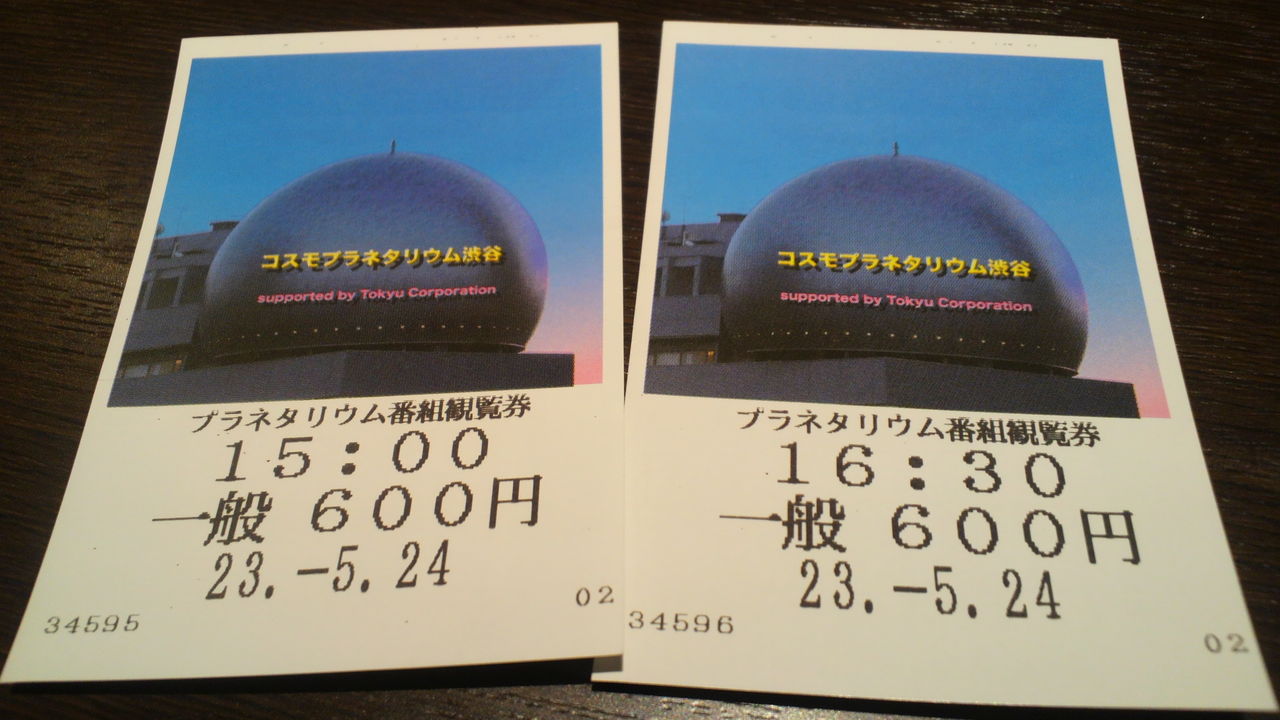 コスモプラネタリウム渋谷
supported by Tokyu Corporation
プラネタリウム番組観覧券
15:00
一般 600円
23.-5.24
34595
02
コスモプラネタリウム渋谷
supported by Tokyu Corporation
プラネタリウム番組観覧券
16:30
一般 600円
23.-5.24
34596
02